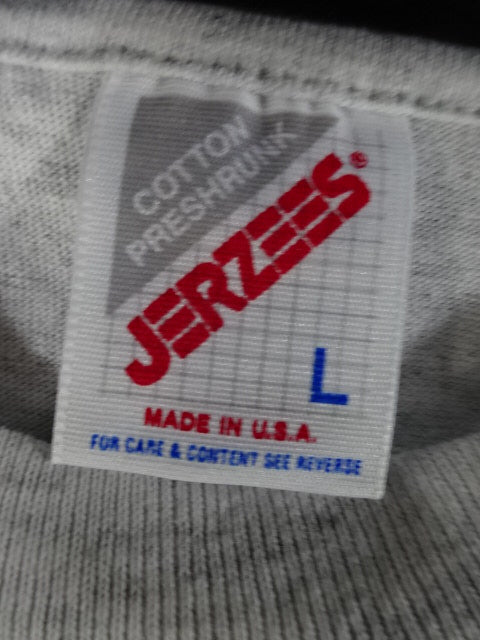 COTTON
PRESHRUNK
JERZEES®
L
MADE IN U.S.A.
FOR CARE & CONTENT SEE REVERSE